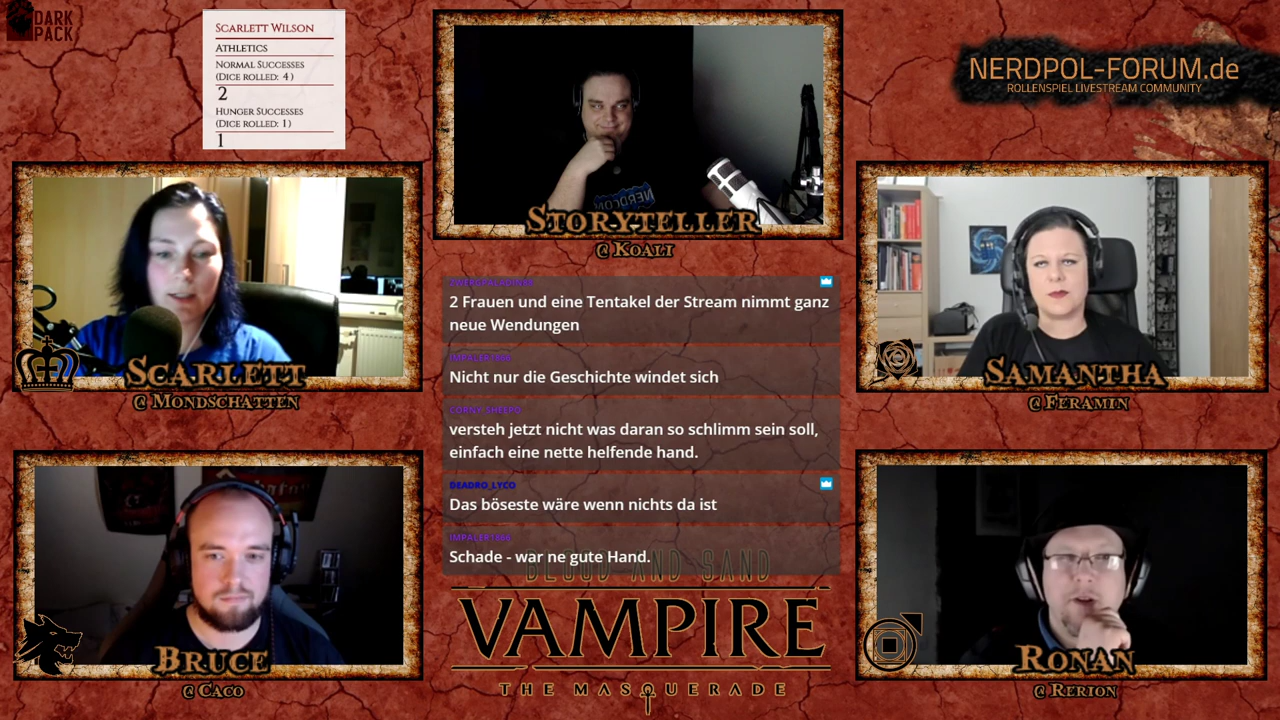 DARK
PACK
Scarlett Wilson
Athletics
Normal Successes
(Dice rolled: 4)
2
Hunger Successes
(Dice rolled: 1)
1
NERDPOL-FORUM.de
ROLLENSPIEL LIVESTREAM COMMUNITY
Storyteller
@ Koali
Scarlett
@ Mondschatten
Samantha
@ Feramin
2 Frauen und eine Tentakel der Stream nimmt ganz
neue Wendungen
Nicht nur die Geschichte windet sich
CORNY_SHEEPO
versteh jetzt nicht was daran so schlimm sein soll,
einfach eine nette helfende hand.
DEADRO_LYCO
Das böseste wäre wenn nichts da ist
Schade - war ne gute Hand.
BLOOD AND SAND
VAMPIRE
THE MASQUERADE
Bruce
@ Caco
Ronan
@ Rerion